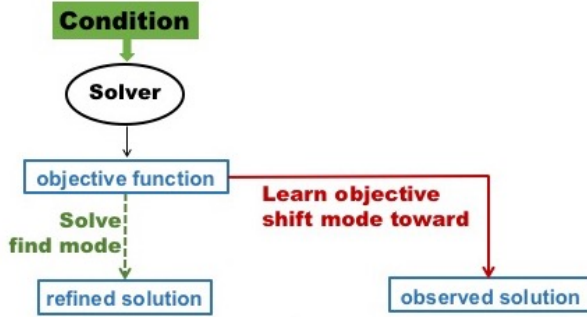 Condition
Solver
objective function
Learn objective
shift mode toward
Solve
find mode
refined solution
observed solution